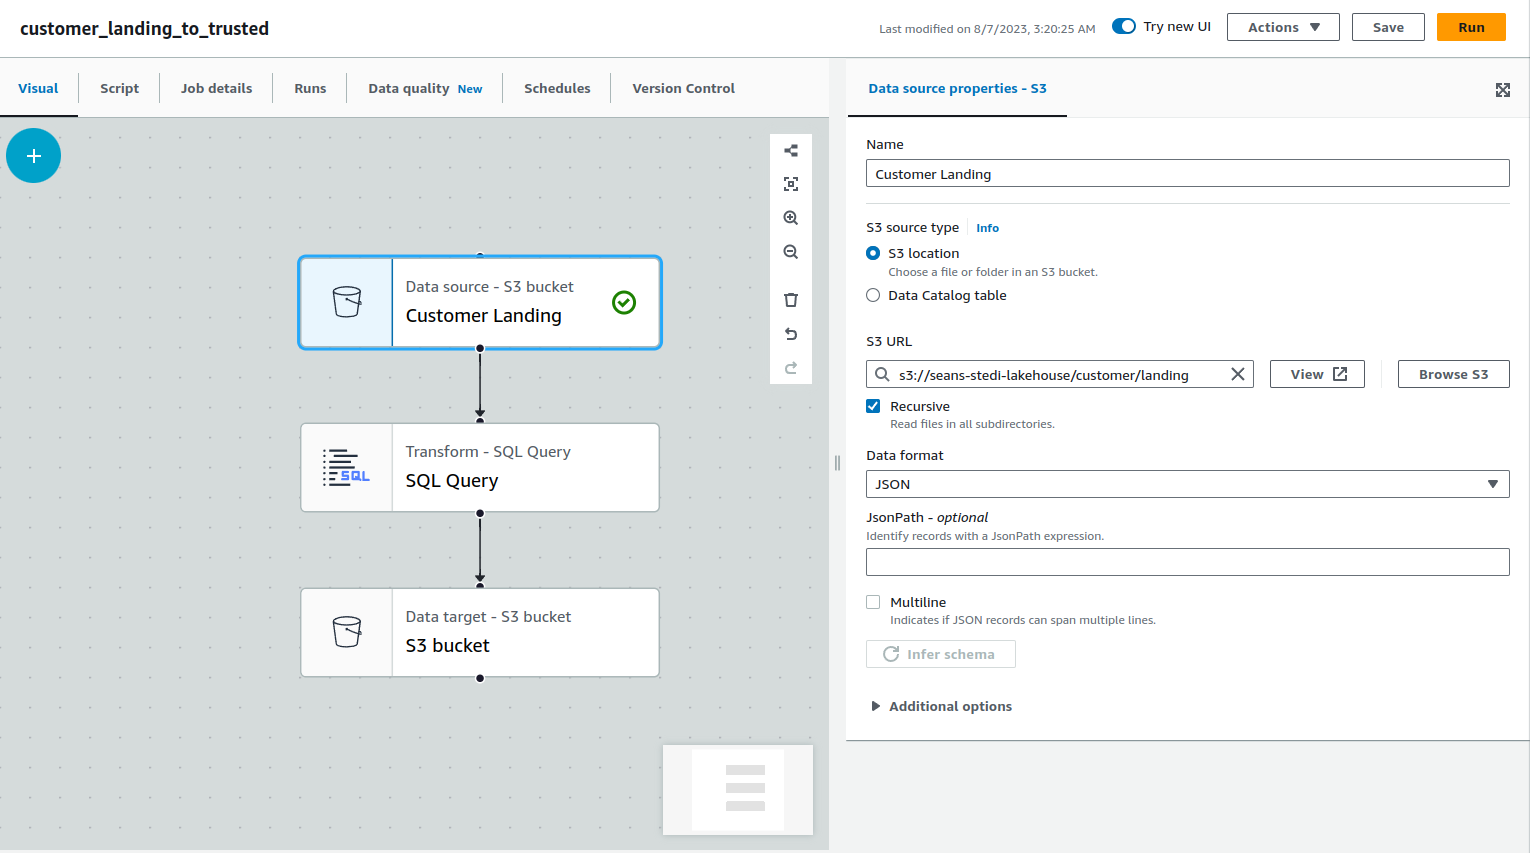 customer_landing_to_trusted
Last modified on 8/7/2023, 3:20:25 AM
Try new UI
Actions
Save
Run
Visual
Script
Job details
Runs
Data quality New
Schedules
Version Control
Data source - S3 bucket
Customer Landing
Transform - SQL Query
SQL
SQL Query
Data target - S3 bucket
S3 bucket
Data source properties - S3
Name
Customer Landing
S3 source type Info
S3 location
Choose a file or folder in an S3 bucket.
Data Catalog table
S3 URL
s3://seans-stedi-lakehouse/customer/landing
View
Browse S3
Recursive
Read files in all subdirectories.
Data format
JSON
JsonPath - optional
Identify records with a JsonPath expression.
Multiline
Indicates if JSON records can span multiple lines.
Infer schema
Additional options